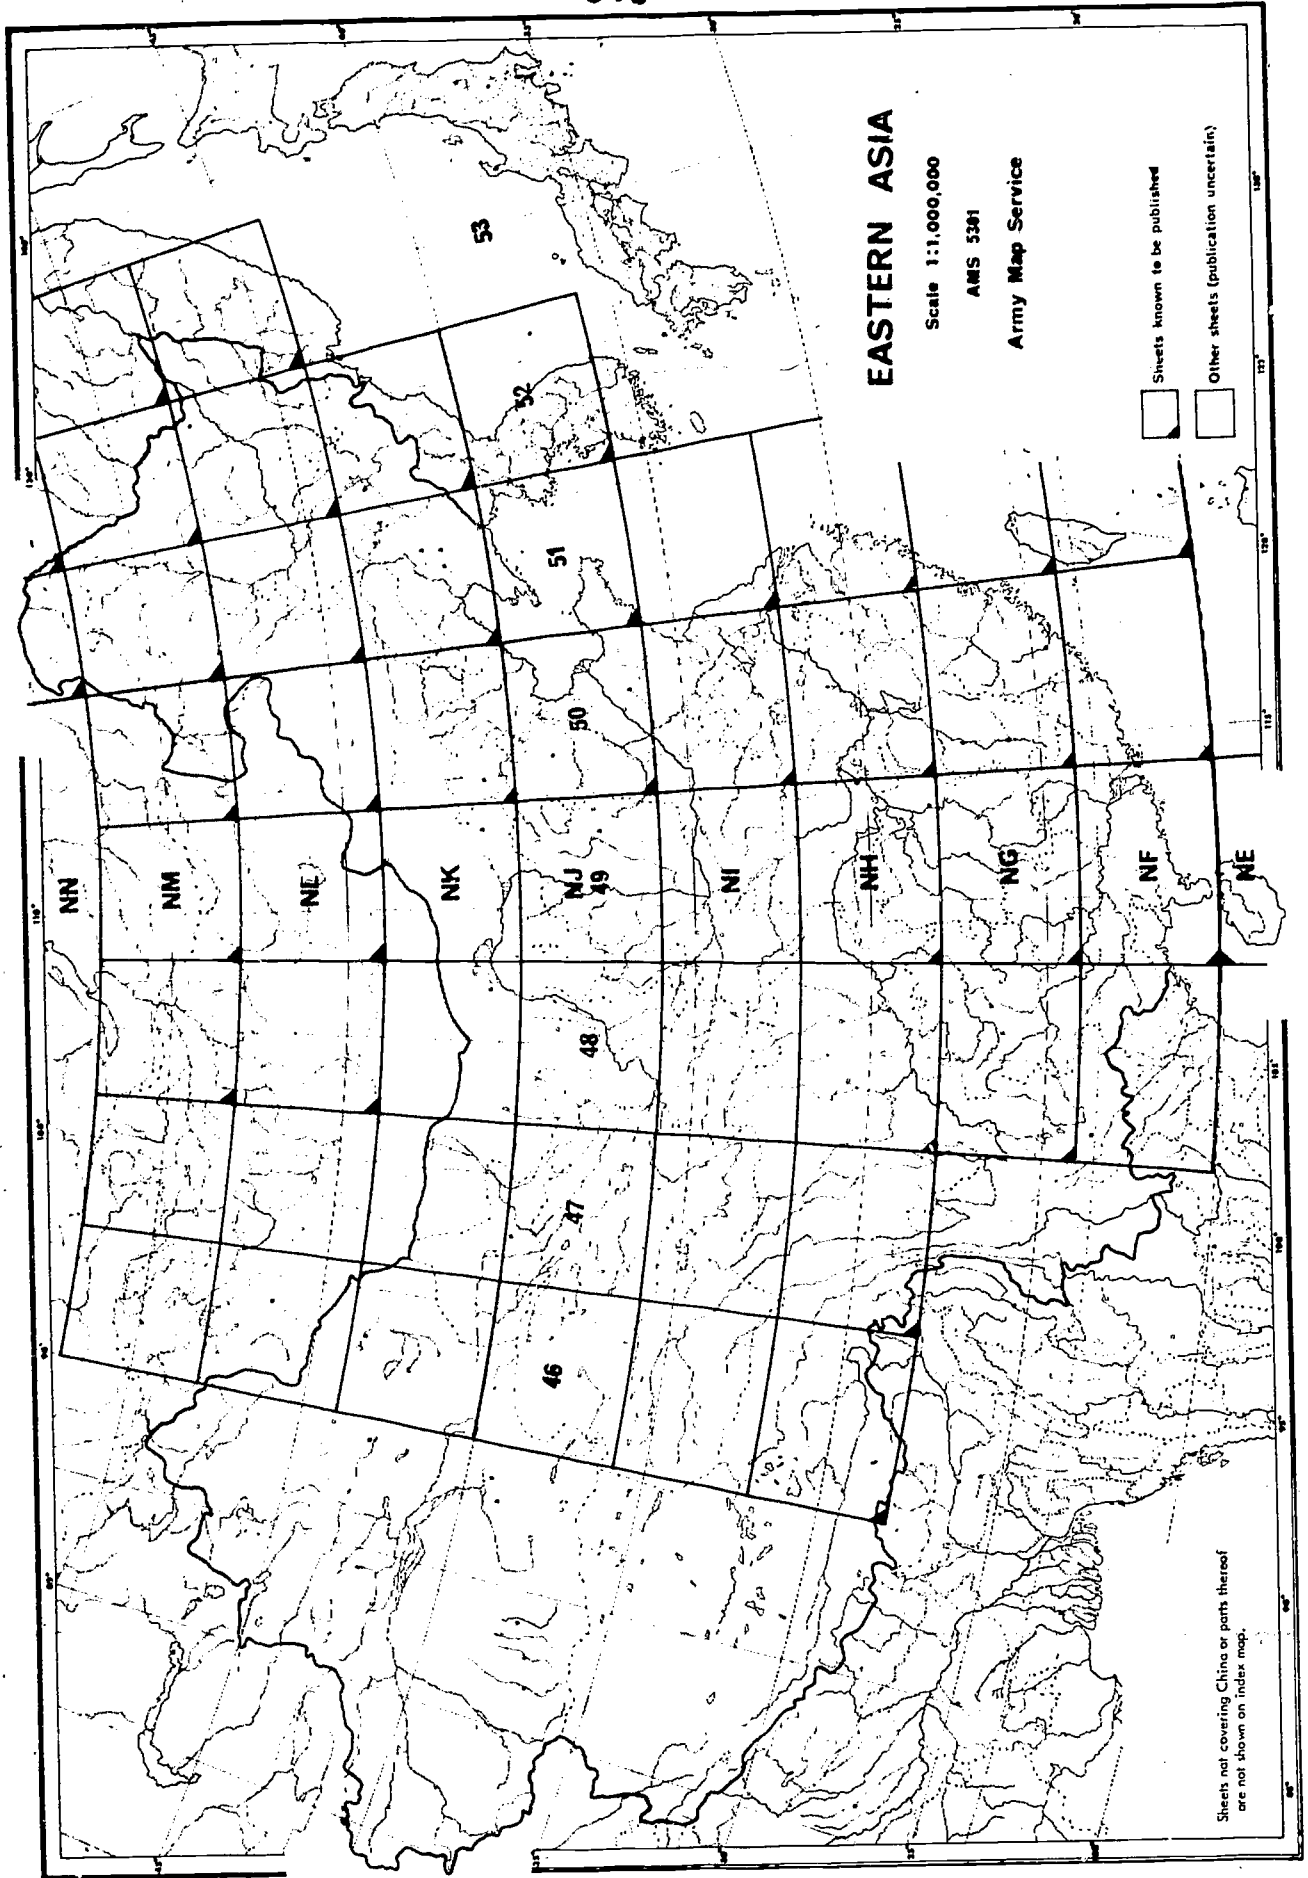 EASTERN ASIA
Scale 1:1,000,000
AMS 5301
Army Map Service
Sheets known to be published
Other sheets (publication uncertain)
Sheets not covering China or parts thereof
are not shown on index map.
NN
NM
NL
NK
NJ
NI
NH
NG
NF
NE
46
47
48
49
50
51
52
53